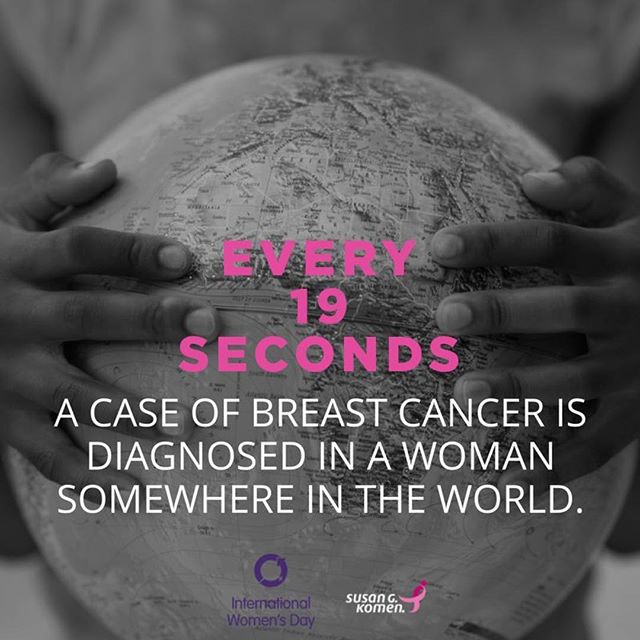 EVERY
19
SECONDS
A CASE OF BREAST CANCER IS
DIAGNOSED IN A WOMAN
SOMEWHERE IN THE WORLD.
International
Women's Day
susan G.
komen.